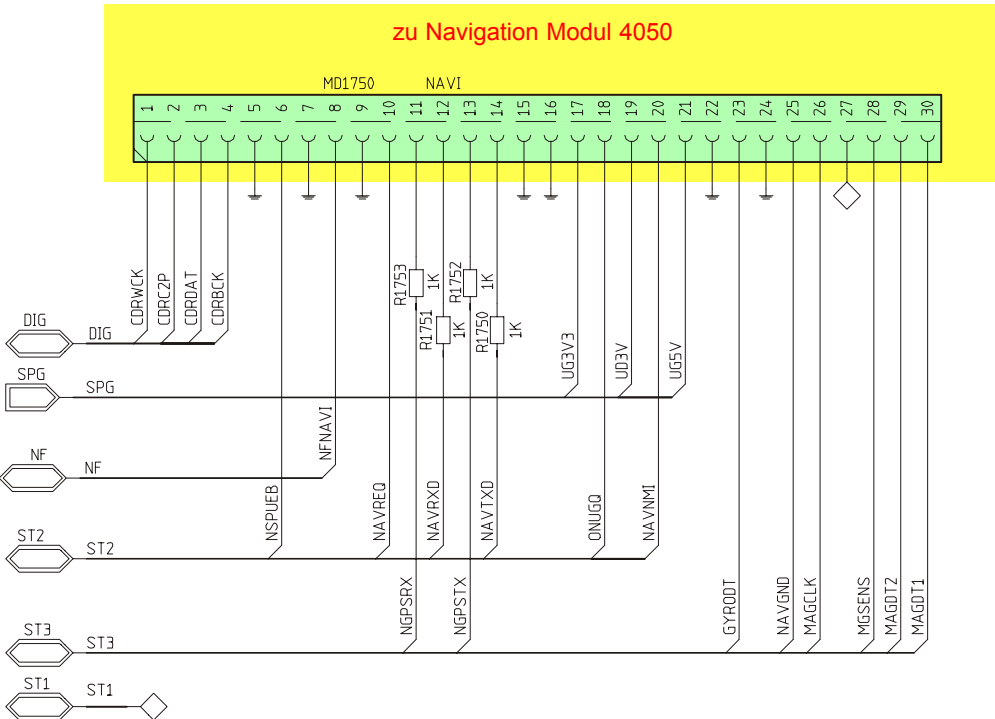 zu Navigation Modul 4050
MD1750 NAVI
1 2 3 4 5 6 7 8 9 10 11 12 13 14 15 16 17 18 19 20 21 22 23 24 25 26 27 28 29 30
CDRWCK
CDRC2P
CDRDAT
CDRBCK
R1753 1K
R1752 1K
R1751 1K
R1750 1K
DIG
DIG
SPG
SPG
UG3V3
UD3V
UG5V
NF
NF
NFNAVI
ST2
ST2
NSPUEB
NAVREQ
NAVRXD
NAVTXD
ONUGQ
NAVNMI
ST3
ST3
NGPSRX
NGPSTX
GYRODT
NAVGND
MAGCLK
MGSENS
MAGDT2
MAGDT1
ST1
ST1